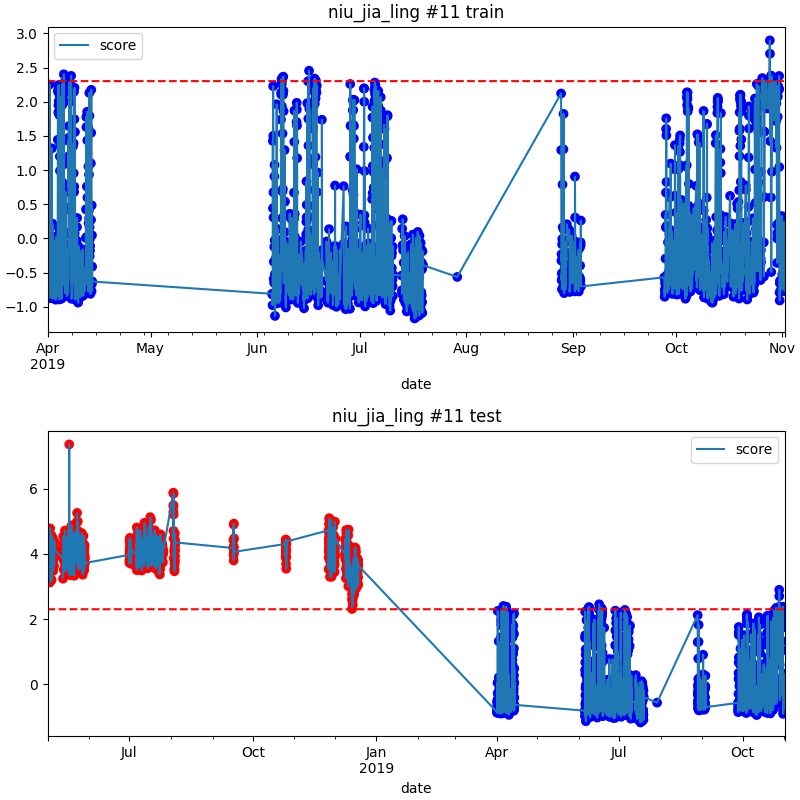 niu_jia_ling #11 train
score
3.0
2.5
2.0
1.5
1.0
0.5
0.0
−0.5
−1.0
Apr May Jun Jul Aug Sep Oct Nov
2019
date
niu_jia_ling #11 test
score
6
4
2
0
Jul Oct Jan Apr Jul Oct
2019
date